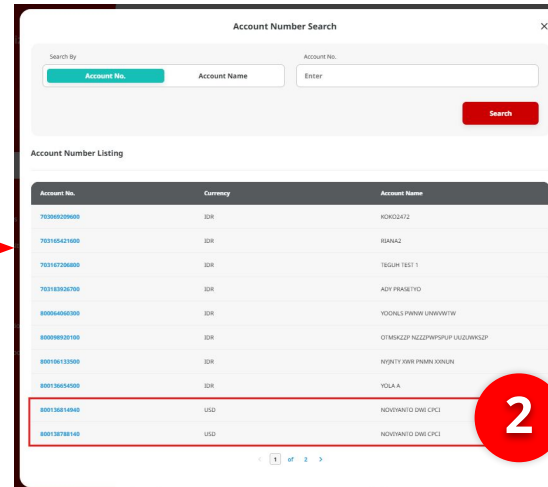 Account Number Search
Search By
Account No.
Account No. Account Name
Enter
Search
Account Number Listing
Account No. Currency Account Name
703069209600 IDR KOKO2472
703165421600 IDR RIANA2
703167206800 IDR TEGUH TEST 1
703183926700 IDR ADY PRASETYO
800064060300 IDR YOONLS PWNW UNWVWTW
800098920100 IDR OTMSKZZP NZZZPWPSPUP UUZUWKSZP
800106133500 IDR NYJNTY XWR PNMN XXNUN
800136654500 IDR YOLA A
800136814940 USD NOVIYANTO DWI CPCI
800138788140 USD NOVIYANTO DWI CPCI
2
< 1 of 2 >